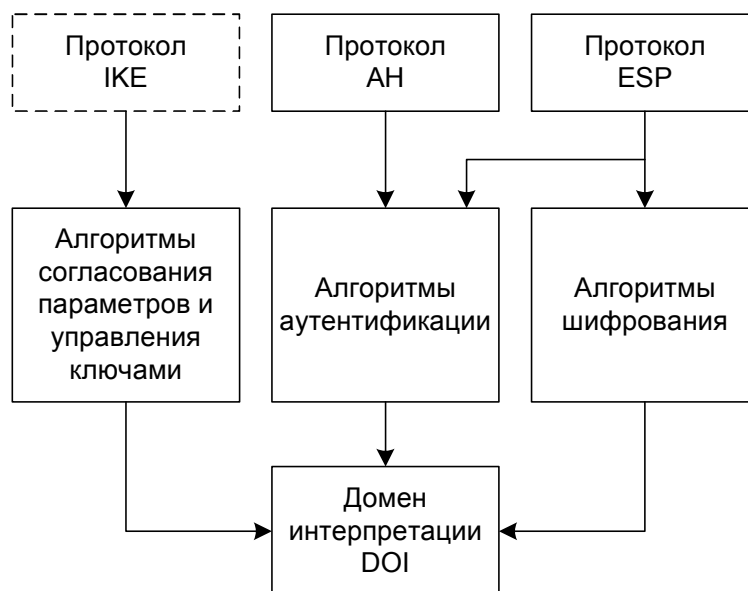 Протокол
IKE
Протокол
AH
Протокол
ESP
Алгоритмы
согласования
параметров и
управления
ключами
Алгоритмы
аутентификации
Алгоритмы
шифрования
Домен
интерпретации
DOI